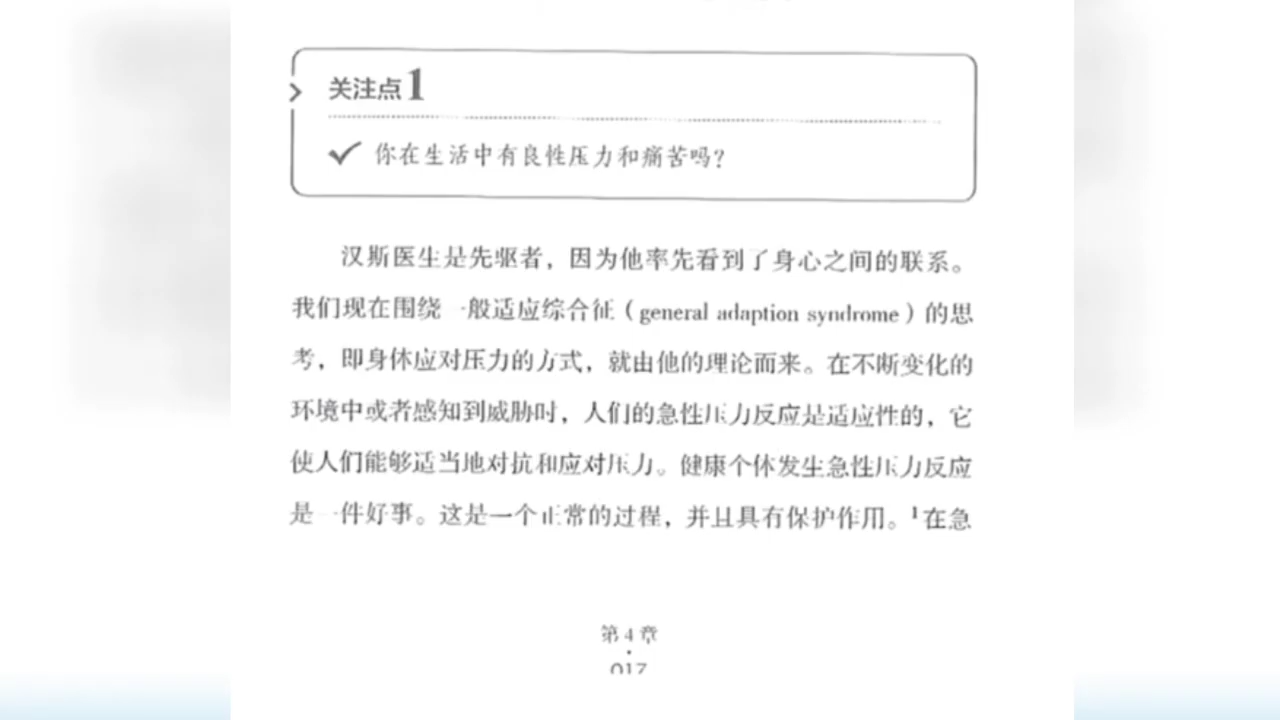 关注点1
你在生活中有良性压力和痛苦吗？
汉斯医生是先驱者，因为他率先看到了身心之间的联系。
我们现在围绕一般适应综合征（general adaption syndrome）的思
考，即身体应对压力的方式，就由他的理论而来。在不断变化的
环境中或者感知到威胁时，人们的急性压力反应是适应性的，它
使人们能够适当地对抗和应对压力。健康个体发生急性压力反应
是一件好事。这是一个正常的过程，并且具有保护作用。¹在急
第4章
017